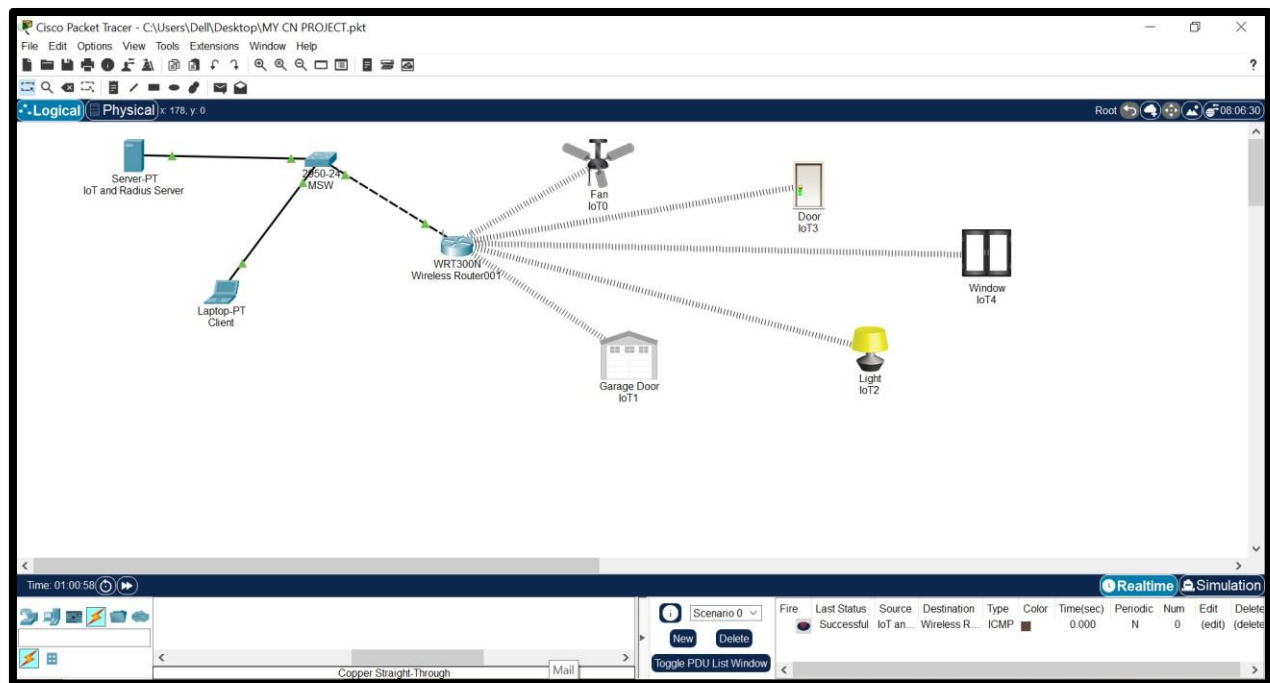 Cisco Packet Tracer - C:\Users\Dell\Desktop\MY CN PROJECT.pkt
File Edit Options View Tools Extensions Window Help
?
Logical Physical x: 178, y: 0 Root 08:06:30
Server-PT
IoT and Radius Server
2950-24
MSW
Fan
IoT0
Door
IoT3
WRT300N
Wireless Router001
Window
IoT4
Laptop-PT
Client
Garage Door
IoT1
Light
IoT2
Time: 01:00:58 Realtime Simulation
Scenario 0
New Delete
Toggle PDU List Window
Fire Last Status Source Destination Type Color Time(sec) Periodic Num Edit Delete
Successful IoT an... Wireless R... ICMP 0.000 N 0 (edit) (delete
Copper Straight-Through
Mail